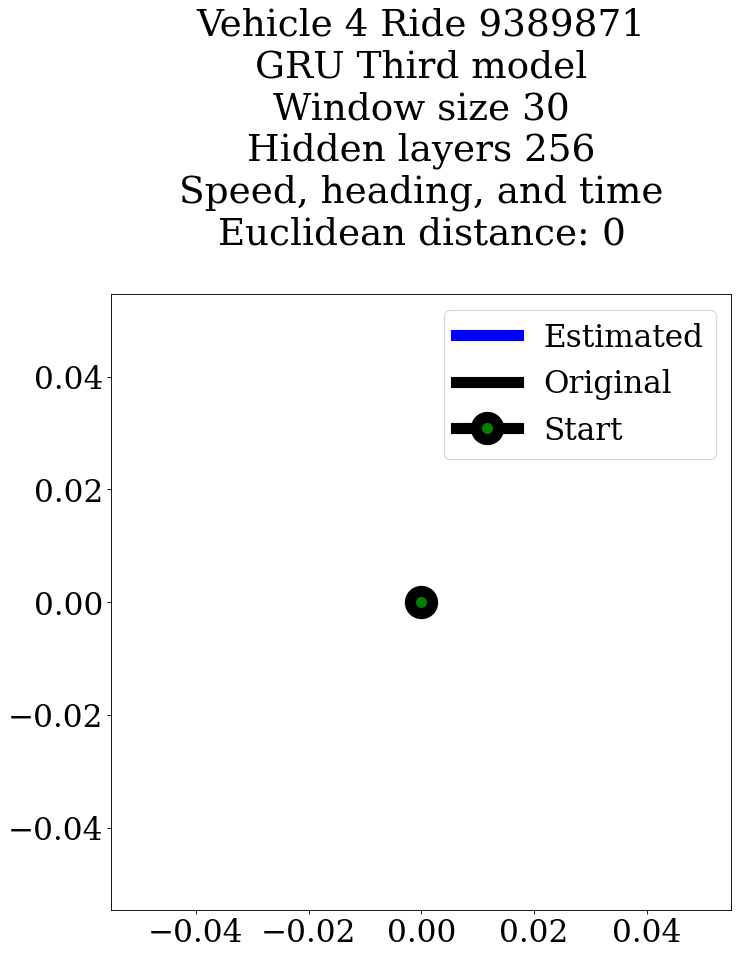 Vehicle 4 Ride 9389871
GRU Third model
Window size 30
Hidden layers 256
Speed, heading, and time
Euclidean distance: 0
Estimated
Original
Start
0.04
0.02
0.00
−0.02
−0.04
−0.04 −0.02 0.00 0.02 0.04